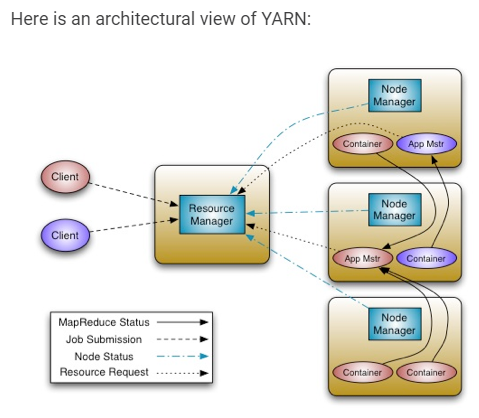 Here is an architectural view of YARN:
Node
Manager
Container
App Mstr
Client
Client
Resource
Manager
Node
Manager
App Mstr
Container
Node
Manager
Container
Container
MapReduce Status
Job Submission
Node Status
Resource Request